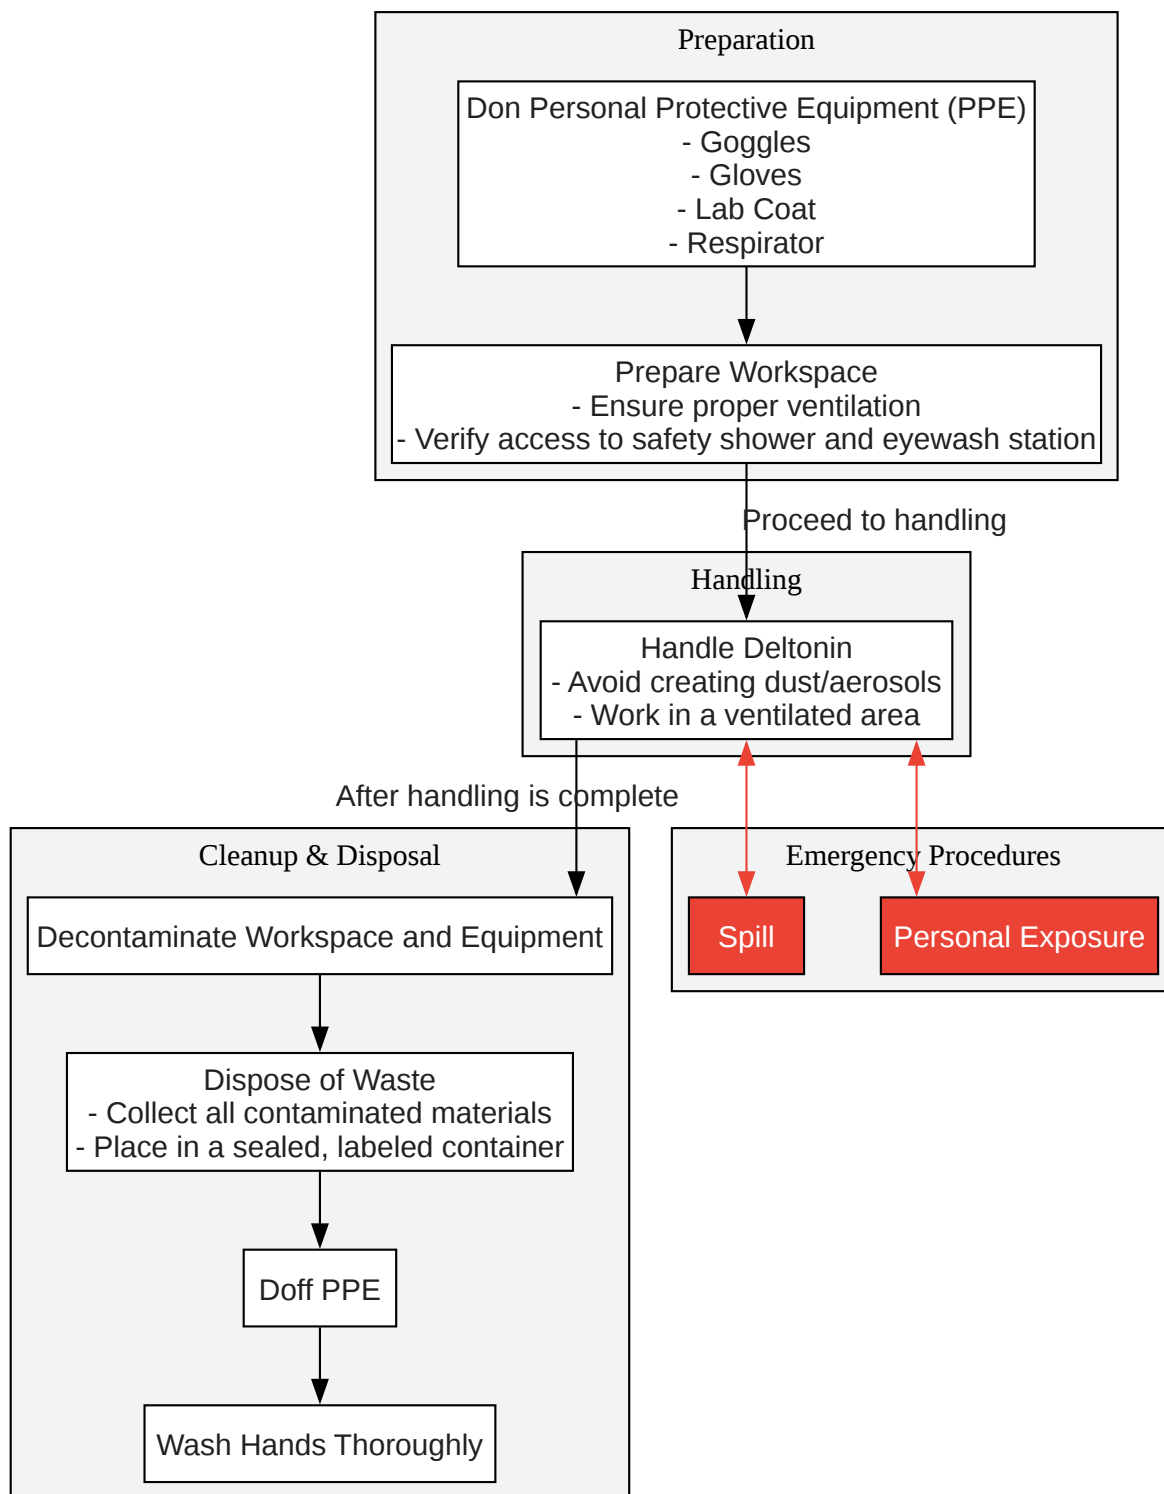 Preparation
Don Personal Protective Equipment (PPE)
- Goggles
- Gloves
- Lab Coat
- Respirator
Prepare Workspace
- Ensure proper ventilation
- Verify access to safety shower and eyewash station
Proceed to handling
Handling
Handle Deltonin
- Avoid creating dust/aerosols
- Work in a ventilated area
After handling is complete
Cleanup & Disposal
Decontaminate Workspace and Equipment
Dispose of Waste
- Collect all contaminated materials
- Place in a sealed, labeled container
Doff PPE
Wash Hands Thoroughly
Emergency Procedures
Spill
Personal Exposure